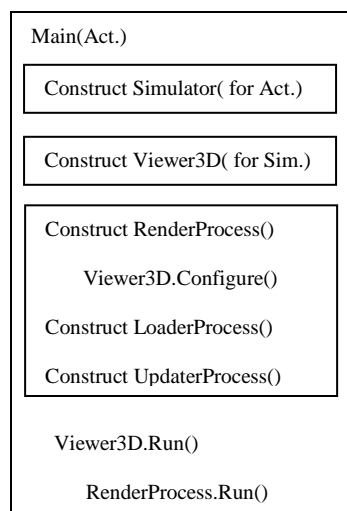 Main(Act.)
Construct Simulator( for Act.)
Construct Viewer3D( for Sim.)
Construct RenderProcess()
Viewer3D.Configure()
Construct LoaderProcess()
Construct UpdaterProcess()
Viewer3D.Run()
RenderProcess.Run()